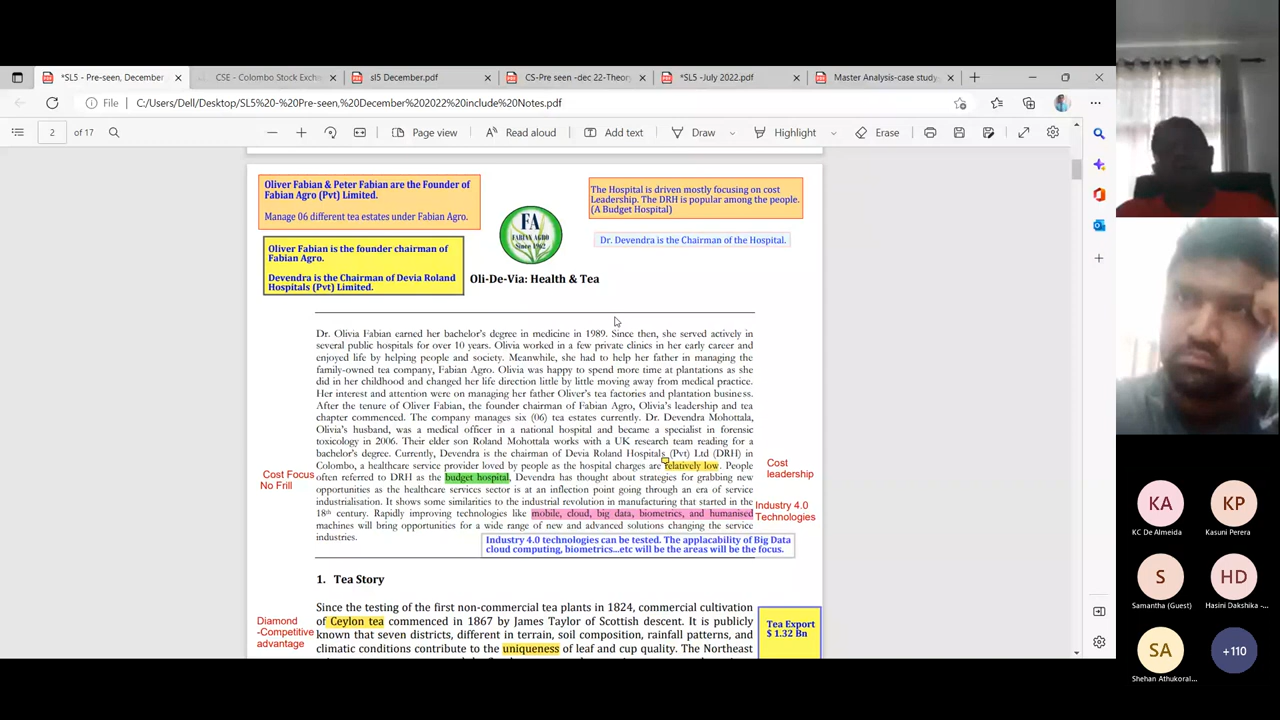 *SL5 - Pre-seen, December
CSE - Colombo Stock Excha
sl5 December.pdf
CS-Pre seen -dec 22-Theory
*SL5 -July 2022.pdf
Master Analysis-case study
File
C:/Users/Dell/Desktop/SL5%20-%20Pre-seen,%20December%202022%20include%20Notes.pdf
2
of 17
Page view
Read aloud
Add text
Draw
Highlight
Erase
Oliver Fabian & Peter Fabian are the Founder of
Fabian Agro (Pvt) Limited.
Manage 06 different tea estates under Fabian Agro.
Oliver Fabian is the founder chairman of
Fabian Agro.
Devendra is the Chairman of Devia Roland
Hospitals (Pvt) Limited.
FA
FABIAN AGRO
Since 1962
The Hospital is driven mostly focusing on cost
Leadership. The DRH is popular among the people.
(A Budget Hospital)
Dr. Devendra is the Chairman of the Hospital.
Oli-De-Via: Health & Tea
Dr. Olivia Fabian earned her bachelor's degree in medicine in 1989. Since then, she served actively in
several public hospitals for over 10 years. Olivia worked in a few private clinics in her early career and
enjoyed life by helping people and society. Meanwhile, she had to help her father in managing the
family-owned tea company, Fabian Agro. Olivia was happy to spend more time at plantations as she
did in her childhood and changed her life direction little by little moving away from medical practice.
Her interest and attention were on managing her father Oliver's tea factories and plantation business.
After the tenure of Oliver Fabian, the founder chairman of Fabian Agro, Olivia's leadership and tea
chapter commenced. The company manages six (06) tea estates currently. Dr. Devendra Mohottala,
Olivia's husband, was a medical officer in a national hospital and became a specialist in forensic
toxicology in 2006. Their elder son Roland Mohottala works with a UK research team reading for a
bachelor's degree. Currently, Devendra is the chairman of Devia Roland Hospitals (Pvt) Ltd (DRH) in
Colombo, a healthcare service provider loved by people as the hospital charges are relatively low. People
often referred to DRH as the budget hospital, Devendra has thought about strategies for grabbing new
opportunities as the healthcare services sector is at an inflection point going through an era of service
industrialisation. It shows some similarities to the industrial revolution in manufacturing that started in the
18th century. Rapidly improving technologies like mobile, cloud, big data, biometrics, and humanised
machines will bring opportunities for a wide range of new and advanced solutions changing the service
industries.
Cost Focus
No Frill
Cost
leadership
Industry 4.0
Technologies
Industry 4.0 technologies can be tested. The applacability of Big Data
cloud computing, biometrics...etc will be the areas will be the focus.
1. Tea Story
Since the testing of the first non-commercial tea plants in 1824, commercial cultivation
of Ceylon tea commenced in 1867 by James Taylor of Scottish descent. It is publicly
known that seven districts, different in terrain, soil composition, rainfall patterns, and
climatic conditions contribute to the uniqueness of leaf and cup quality. The Northeast
Diamond
-Competitive
advantage
Tea Export
$ 1.32 Bn
KA
KC De Almeida
KP
Kasuni Perera
S
Samantha (Guest)
HD
Hasini Dakshika -...
SA
Shehan Athukoral...
+110